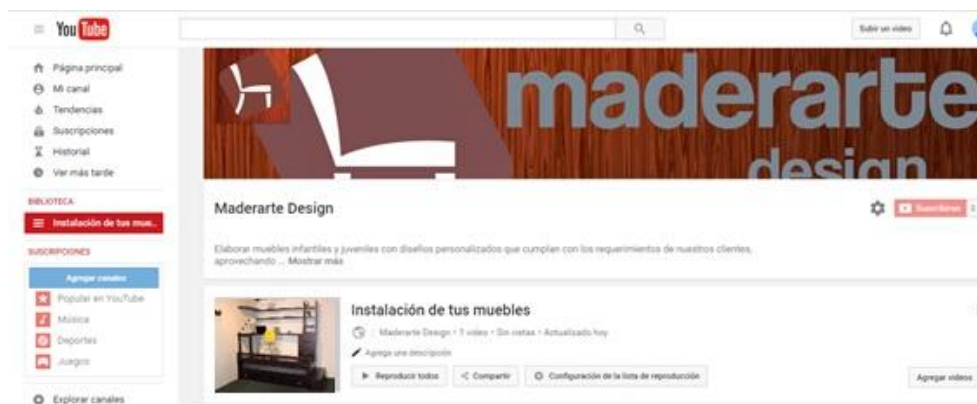 You Tube
Subir un video
Página principal
Mi canal
Tendencias
Suscripciones
Historial
Ver más tarde
BIBLIOTECA
Instalación de tus mue..
SUSCRIPCIONES
Agregar canales
Popular en YouTube
Música
Deportes
Juegos
Explorar canales
maderarte
design
Maderarte Design
Suscribirse
Elaborar muebles infantiles y juveniles con diseños personalizados que cumplan con los requerimientos de nuestros clientes,
aprovechando ... Mostrar más
Instalación de tus muebles
Maderarte Design • 1 video • Sin vistas • Actualizado hoy
Agrega una descripción
Reproducir todos
Compartir
Configuración de la lista de reproducción
Agregar videos